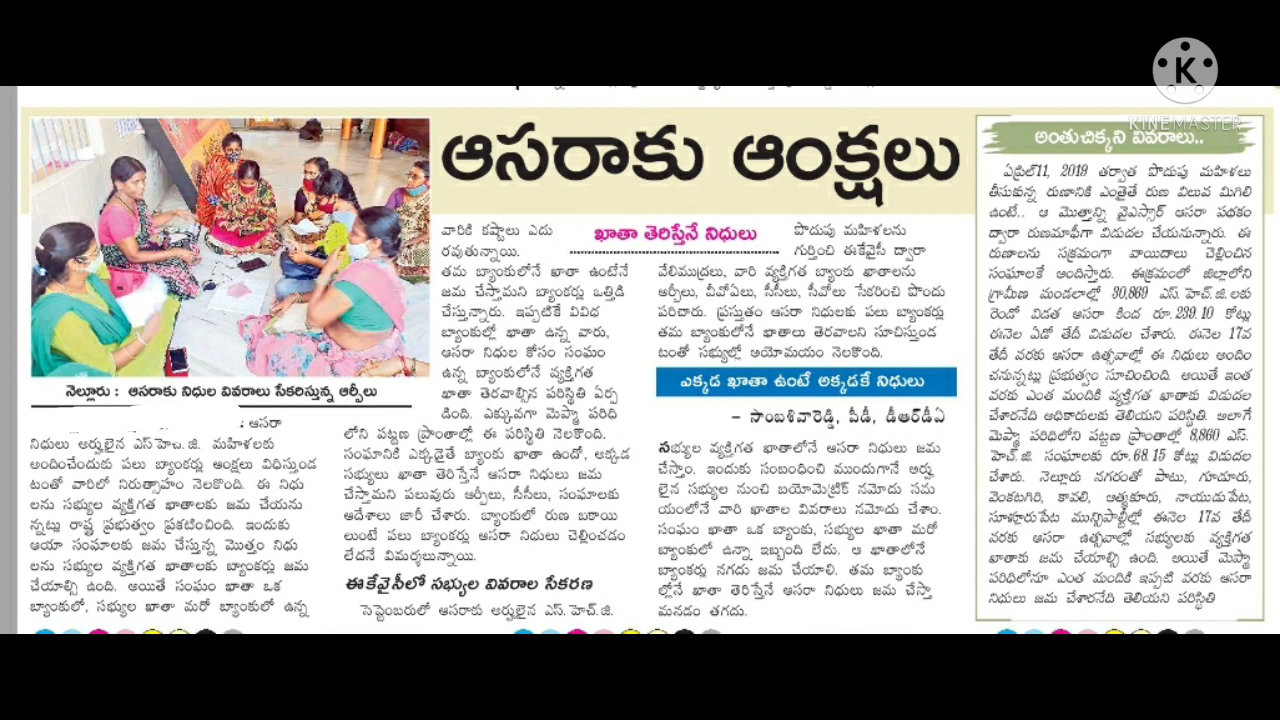 KINEMASTER
ఆసరాకు ఆంక్షలు
నెల్లూరు : ఆసరాకు నిధుల వివరాలు సేకరిస్తున్న ఆర్పీలు
: ఆసరా
నిధులు అర్హులైన ఎస్‌హెచ్.జి. మహిళలకు
అందించేందుకు పలు బ్యాంకర్లు ఆంక్షలు విధిస్తుండ
టంతో వారిలో నిరుత్సాహం నెలకొంది. ఈ నిధు
లను సభ్యుల వ్యక్తిగత ఖాతాలకు జమ చేయను
న్నట్లు రాష్ట్ర ప్రభుత్వం ప్రకటించింది. ఇందుకు
ఆయా సంఘాలకు జమ చేస్తున్న మొత్తం నిధు
లను సభ్యుల వ్యక్తిగత ఖాతాలకు బ్యాంకర్లు జమ
చేయాల్సి ఉంది. అయితే సంఘం ఖాతా ఒక
బ్యాంకులో, సభ్యుల ఖాతా మరో బ్యాంకులో ఉన్న
వారికి కష్టాలు ఎదు
రవుతున్నాయి.
తమ బ్యాంకులోనే ఖాతా ఉంటేనే
జమ చేస్తామని బ్యాంకర్లు ఒత్తిడి
చేస్తున్నారు. ఇప్పటికే వివిధ
బ్యాంకుల్లో ఖాతా ఉన్న వారు,
ఆసరా నిధుల కోసం సంఘం
ఉన్న బ్యాంకులోనే వ్యక్తిగత
ఖాతా తెరవాల్సిన పరిస్థితి ఏర్ప
డింది. ఎక్కువగా మెప్మా పరిధి
లోని పట్టణ ప్రాంతాల్లో ఈ పరిస్థితి నెలకొంది.
సంఘానికి ఎక్కడైతే బ్యాంకు ఖాతా ఉందో, అక్కడ
సభ్యులు ఖాతా తెరిస్తేనే ఆసరా నిధులు జమ
చేస్తామని పలువురు ఆర్పీలు, సీసీలు, సంఘాలకు
ఆదేశాలు జారీ చేశారు. బ్యాంకులో రుణ బకాయి
లుంటే పలు బ్యాంకర్లు ఆసరా నిధులు చెల్లించడం
లేదనే విమర్శలున్నాయి.
ఈకేవైసీలో సభ్యుల వివరాల సేకరణ
సెప్టెంబరులో ఆసరాకు అర్హులైన ఎస్.హెచ్.జి.
ఖాతా తెరిస్తేనే నిధులు
పొదుపు మహిళలను
గుర్తించి ఈకేవైసీ ద్వారా
వేలిముద్రలు, వారి వ్యక్తిగత బ్యాంకు ఖాతాలను
ఆర్పీలు, వీవోఏలు, సీసీలు, సీవోలు సేకరించి పొందు
పరిచారు. ప్రస్తుతం ఆసరా నిధులకు పలు బ్యాంకర్లు
తమ బ్యాంకులోనే ఖాతాలు తెరవాలని సూచిస్తుండ
టంతో సభ్యుల్లో అయోమయం నెలకొంది.
ఎక్కడ ఖాతా ఉంటే అక్కడకే నిధులు
– సాంబశివారెడ్డి, పీడీ, డీఆర్‌డీఏ
సభ్యుల వ్యక్తిగత ఖాతాలోనే ఆసరా నిధులు జమ
చేస్తాం. ఇందుకు సంబంధించి ముందుగానే అర్హు
లైన సభ్యుల నుంచి బయోమెట్రిక్ నమోదు సమ
యంలోనే వారి ఖాతాల వివరాలు నమోదు చేశాం.
సంఘం ఖాతా ఒక బ్యాంకు, సభ్యుల ఖాతా మరో
బ్యాంకులో ఉన్నా ఇబ్బంది లేదు. ఆ ఖాతాలోనే
బ్యాంకర్లు నగదు జమ చేయాలి. తమ బ్యాంకు
ల్లోనే ఖాతా తెరిస్తేనే ఆసరా నిధులు జమ చేస్తా
మనడం తగదు.
అంతుచిక్కని వివరాలు..
ఏప్రిల్11, 2019 తర్వాత పొదుపు మహిళలు
తీసుకున్న రుణానికి ఎంతైతే రుణ విలువ మిగిలి
ఉంటే.. ఆ మొత్తాన్ని వైఎస్సార్ ఆసరా పథకం
ద్వారా రుణమాఫీగా విడుదల చేయనున్నారు. ఈ
రుణాలను సక్రమంగా వాయిదాలు చెల్లించిన
సంఘాలకే అందిస్తారు. ఈక్రమంలో జిల్లాలోని
గ్రామీణ మండలాల్లో 30,869 ఎస్.హెచ్.జి.లకు
రెండో విడత ఆసరా కింద రూ.239.10 కోట్లు
ఈనెల ఏడో తేదీ విడుదల చేశారు. ఈనెల 17వ
తేదీ వరకు ఆసరా ఉత్సవాల్లో ఈ నిధులు అందిం
చనున్నట్లు ప్రభుత్వం సూచించింది. అయితే ఇంత
వరకు ఎంత మందికి వ్యక్తిగత ఖాతాకు విడుదల
చేశారనేది అధికారులకు తెలియని పరిస్థితి. అలాగే
మెప్మా పరిధిలోని పట్టణ ప్రాంతాల్లో 8,860 ఎస్.
హెచ్.జి. సంఘాలకు రూ.68.15 కోట్లు విడుదల
చేశారు. నెల్లూరు నగరంతో పాటు, గూడూరు,
వెంకటగిరి, కావలి, ఆత్మకూరు, నాయుడుపేట,
సూళ్లూరుపేట మున్సిపాల్టీల్లో ఈనెల 17వ తేదీ
వరకు ఆసరా ఉత్సవాల్లో సభ్యులకు వ్యక్తిగత
ఖాతాకు జమ చేయాల్సి ఉంది. అయితే మెప్మా
పరిధిలోనూ ఎంత మందికి ఇప్పటి వరకు ఆసరా
నిధులు జమ చేశారనేది తెలియని పరిస్థితి